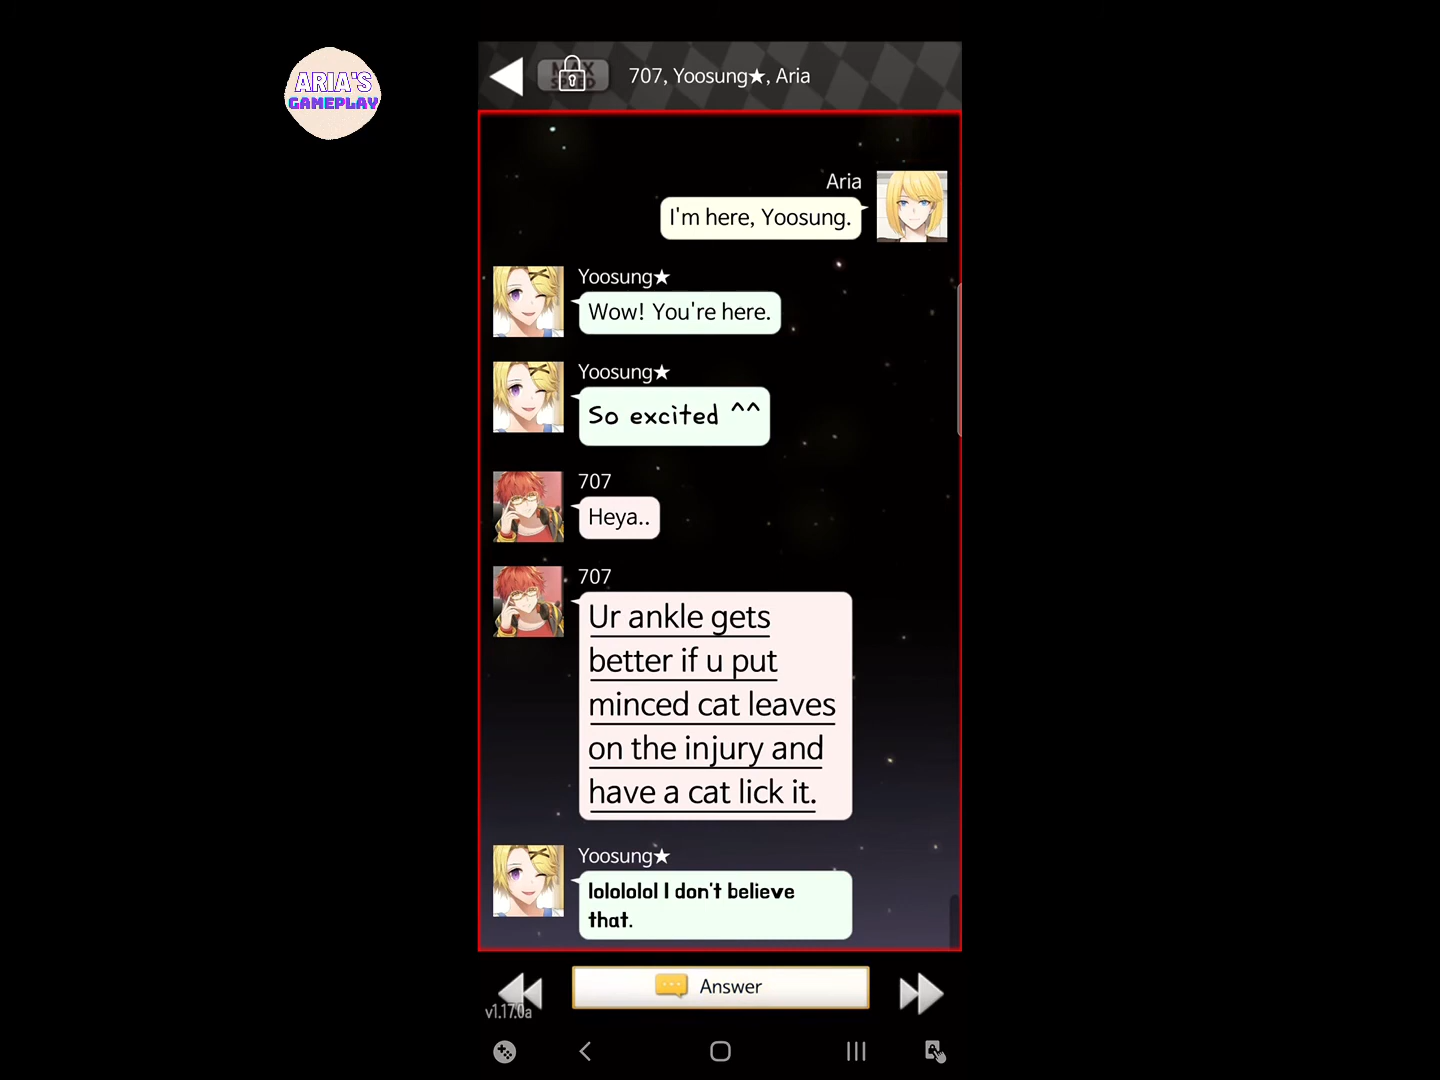 ARIA'S
GAMEPLAY
707, Yoosung★, Aria
Aria
I'm here, Yoosung.
Yoosung★
Wow! You're here.
Yoosung★
So excited ^^
707
Heya..
707
Ur ankle gets
better if u put
minced cat leaves
on the injury and
have a cat lick it.
Yoosung★
lolololol I don't believe
that.
Answer
v1.17.0a